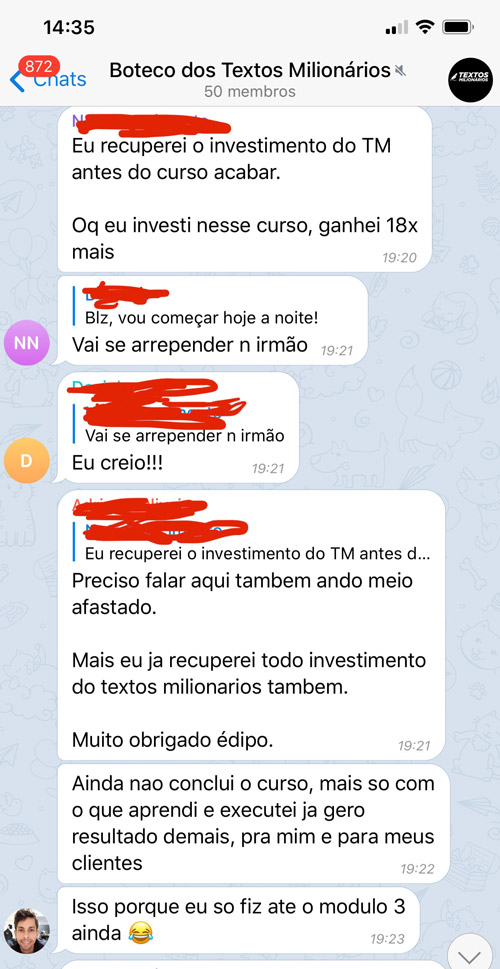 14:35
872
Chats
Boteco dos Textos Milionários
50 membros
TEXTOS
MILIONÁRIOS
Eu recuperei o investimento do TM
antes do curso acabar.
Oq eu investi nesse curso, ganhei 18x
mais
19:20
Blz, vou começar hoje a noite!
Vai se arrepender n irmão
19:21
NN
Vai se arrepender n irmão
Eu creio!!!
19:21
D
Eu recuperei o investimento do TM antes d...
Preciso falar aqui tambem ando meio
afastado.
Mais eu ja recuperei todo investimento
do textos milionarios tambem.
Muito obrigado édipo.
19:21
Ainda nao conclui o curso, mais so com
o que aprendi e executei ja gero
resultado demais, pra mim e para meus
clientes
19:22
Isso porque eu so fiz ate o modulo 3
ainda 😂
19:23